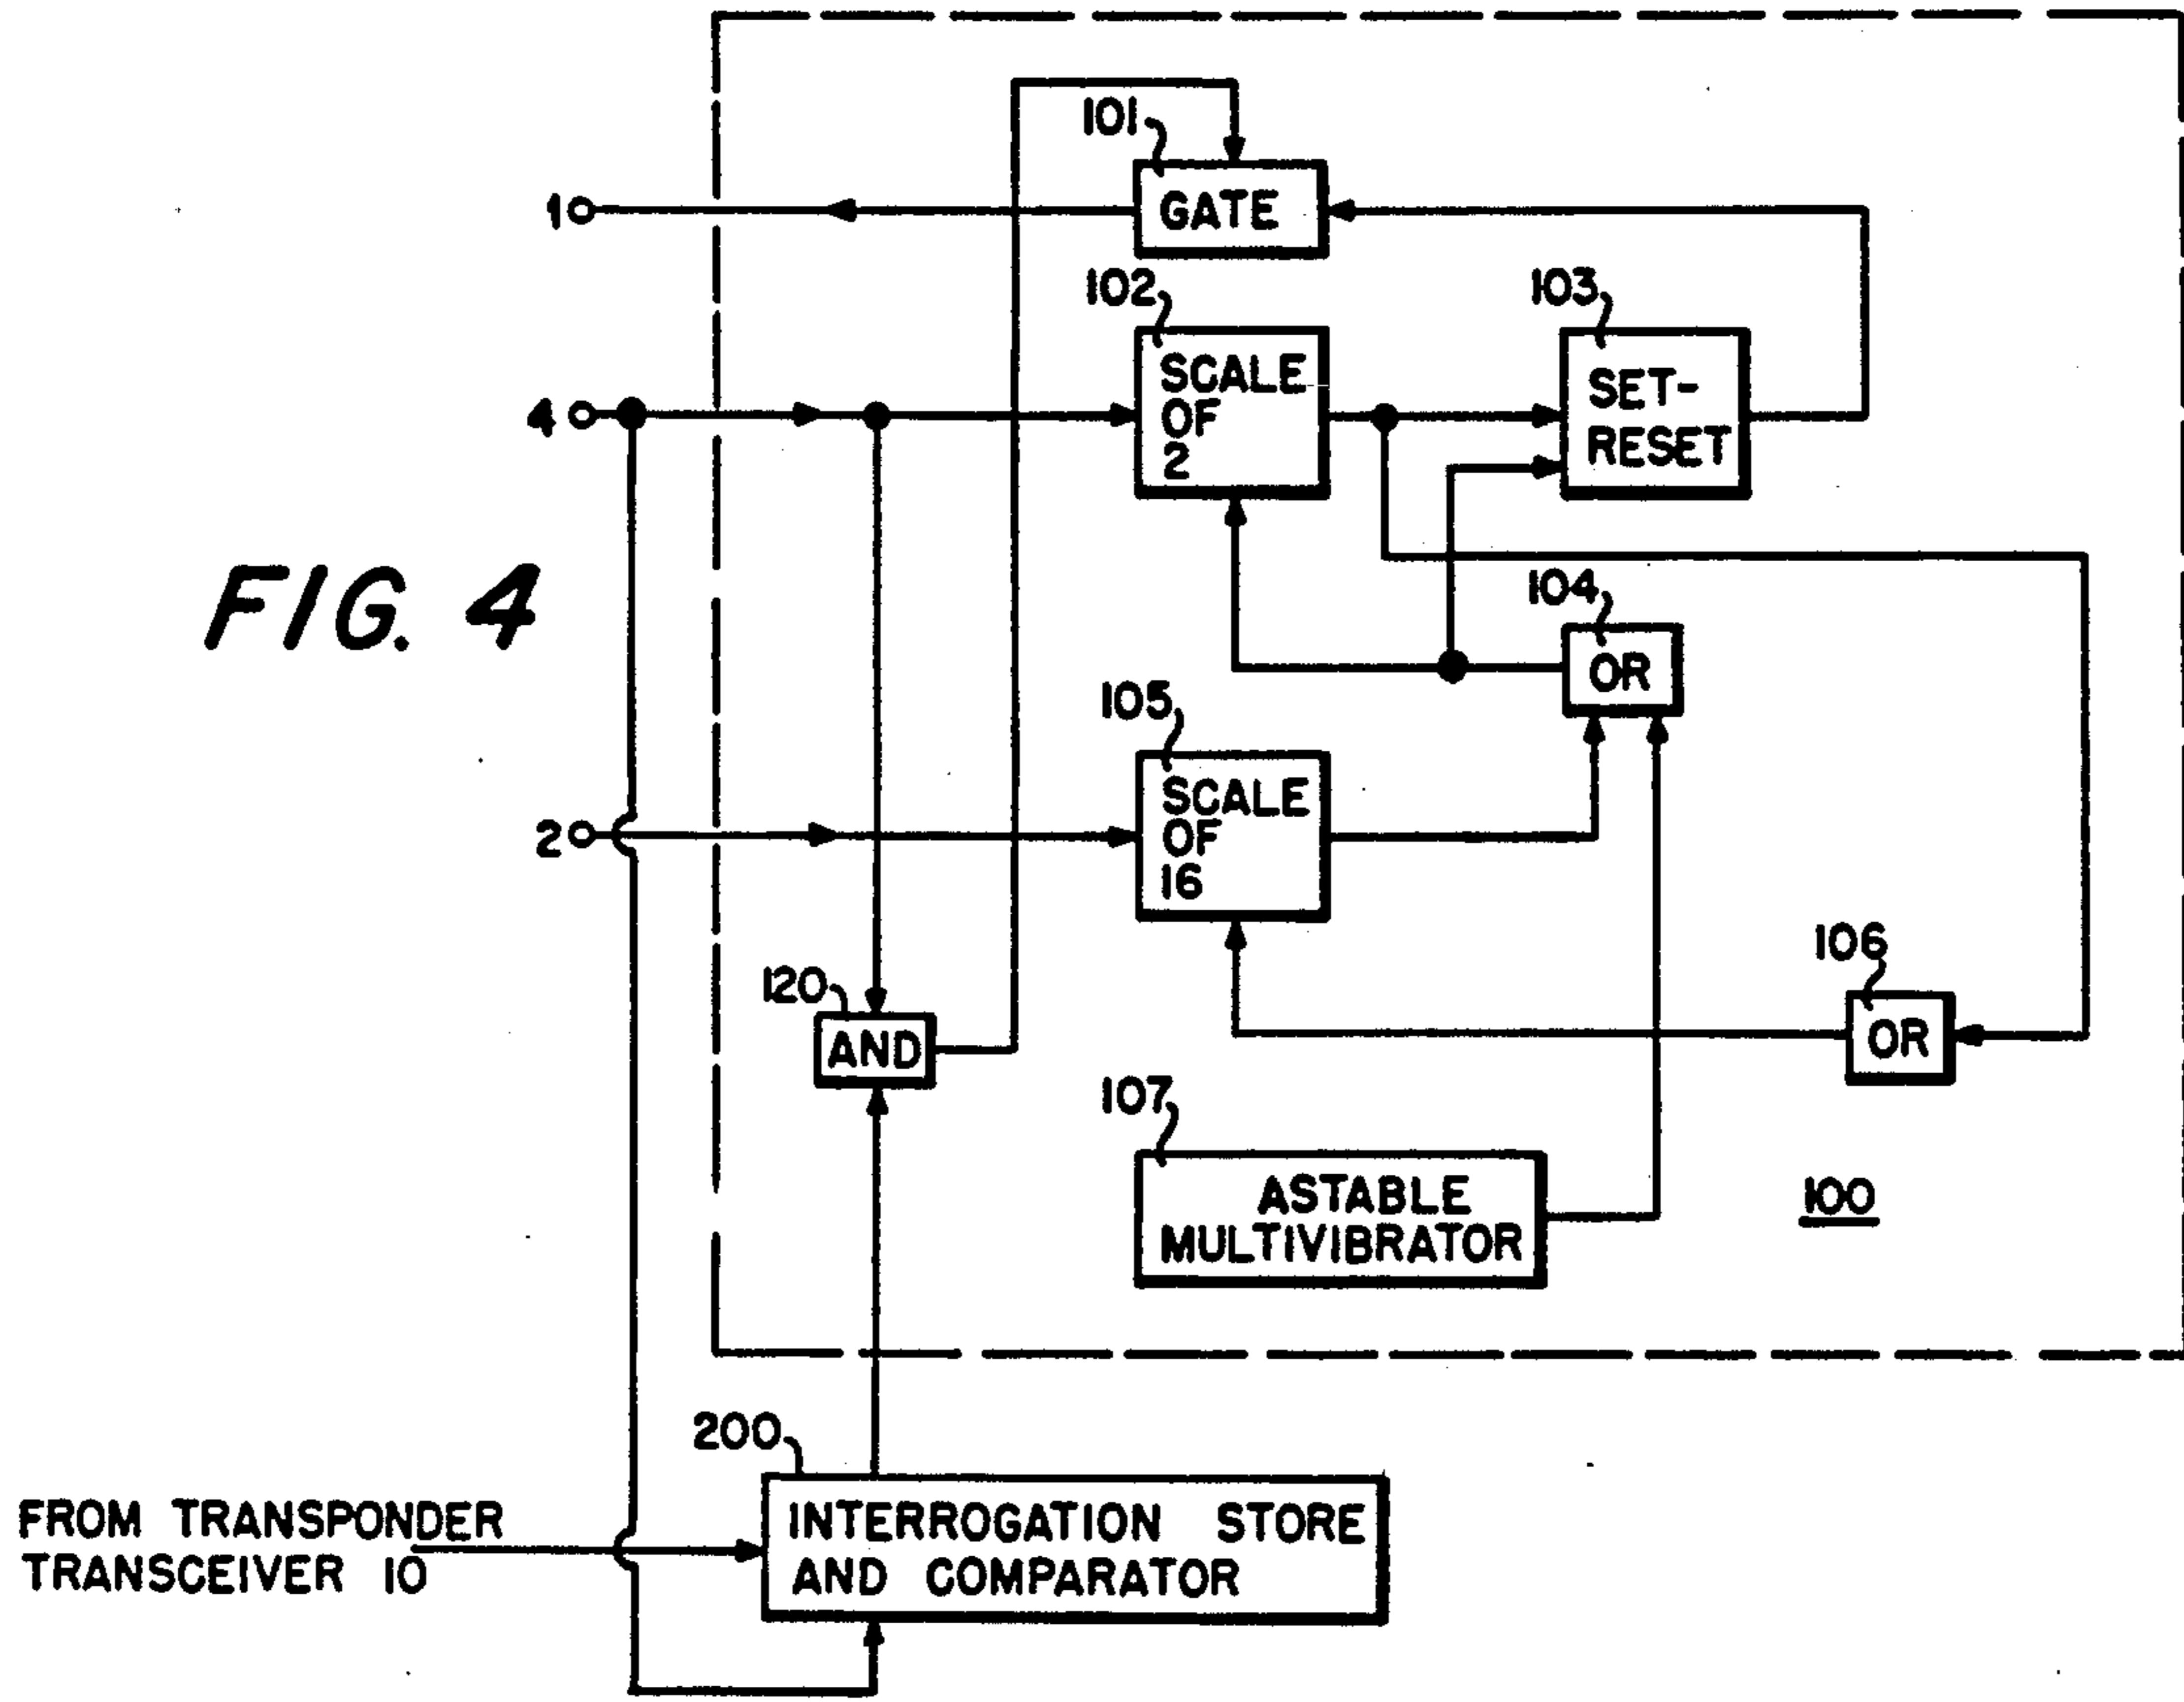 101
1
GATE
102
103
4
SCALE
OF
2
SET-
RESET
FIG. 4
104
OR
105
2
SCALE
OF
16
106
OR
120
AND
107
ASTABLE
MULTIVIBRATOR
100
200
FROM TRANSPONDER
TRANSCEIVER 10
INTERROGATION STORE
AND COMPARATOR